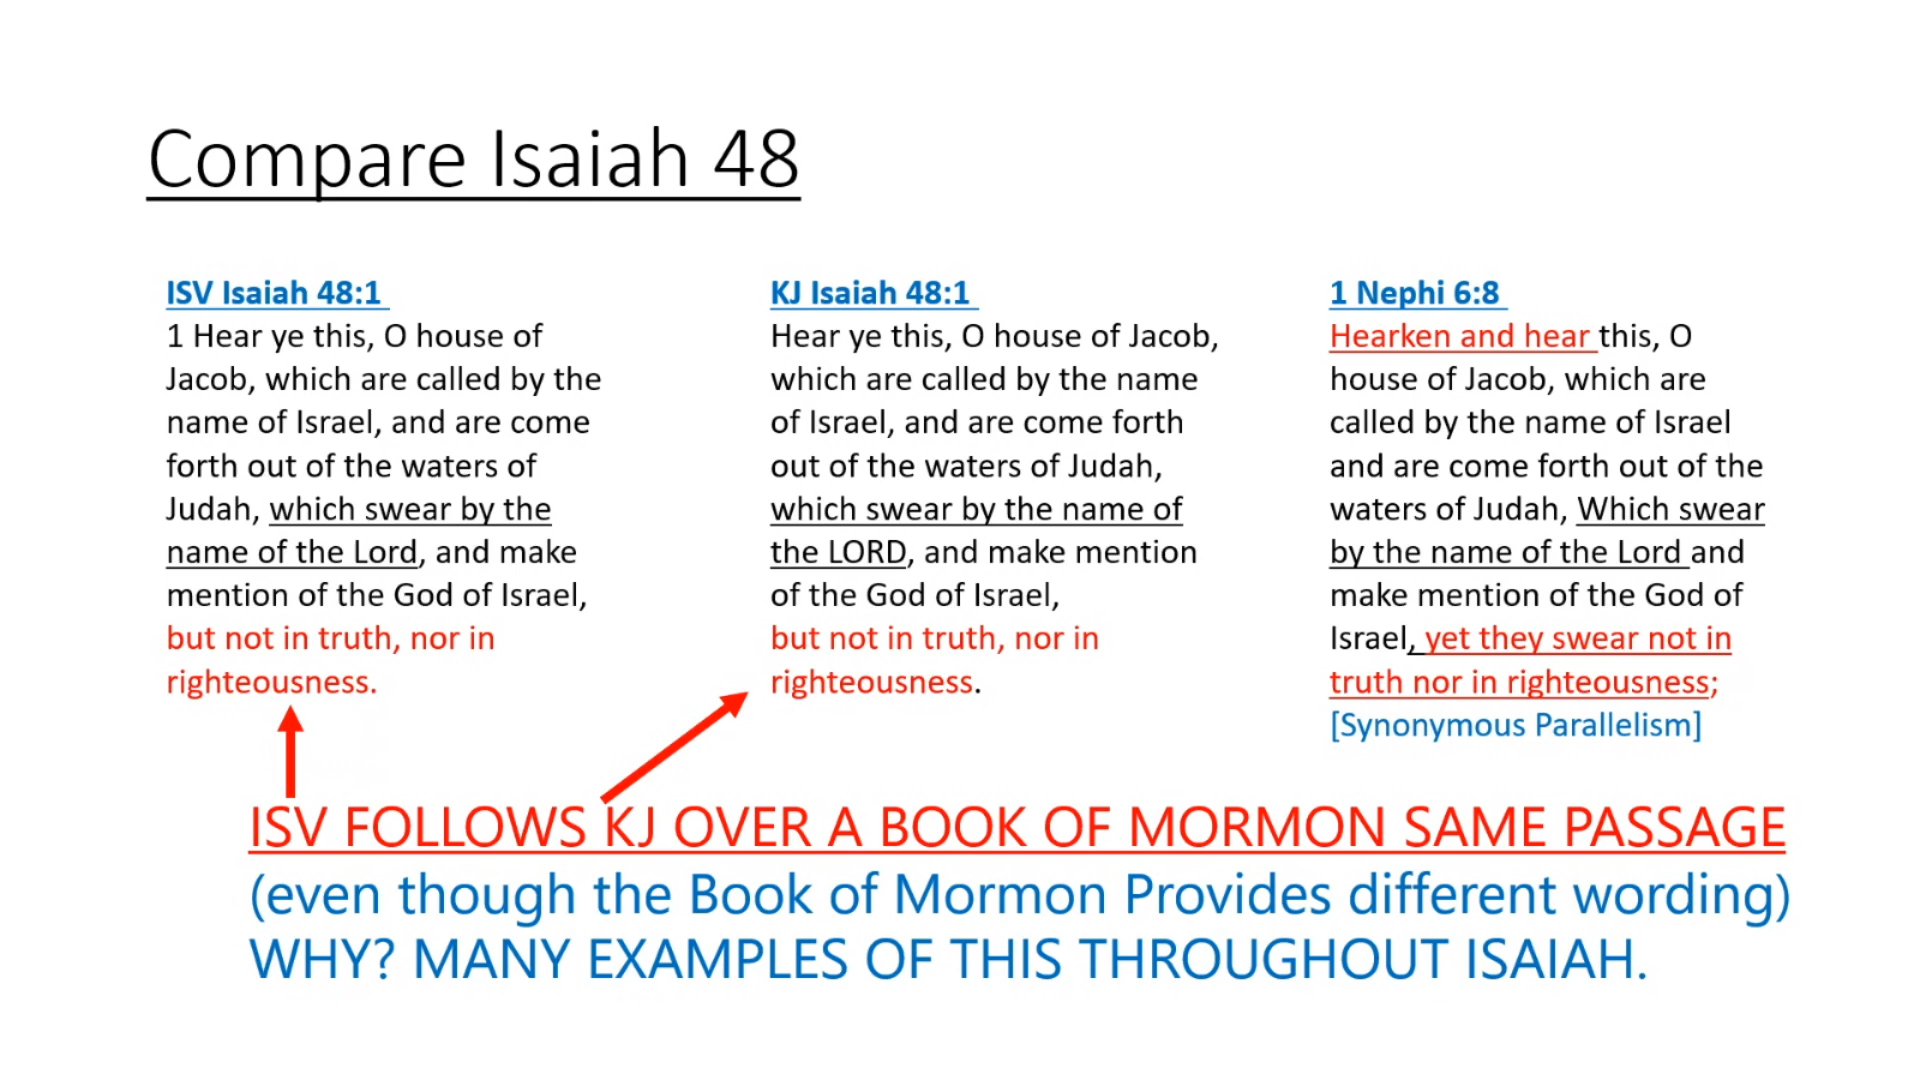 Compare Isaiah 48
ISV Isaiah 48:1
1 Hear ye this, O house of
Jacob, which are called by the
name of Israel, and are come
forth out of the waters of
Judah, which swear by the
name of the Lord, and make
mention of the God of Israel,
but not in truth, nor in
righteousness.
KJ Isaiah 48:1
Hear ye this, O house of Jacob,
which are called by the name
of Israel, and are come forth
out of the waters of Judah,
which swear by the name of
the LORD, and make mention
of the God of Israel,
but not in truth, nor in
righteousness.
1 Nephi 6:8
Hearken and hear this, O
house of Jacob, which are
called by the name of Israel
and are come forth out of the
waters of Judah, Which swear
by the name of the Lord and
make mention of the God of
Israel, yet they swear not in
truth nor in righteousness;
[Synonymous Parallelism]
ISV FOLLOWS KJ OVER A BOOK OF MORMON SAME PASSAGE
(even though the Book of Mormon Provides different wording)
WHY? MANY EXAMPLES OF THIS THROUGHOUT ISAIAH.